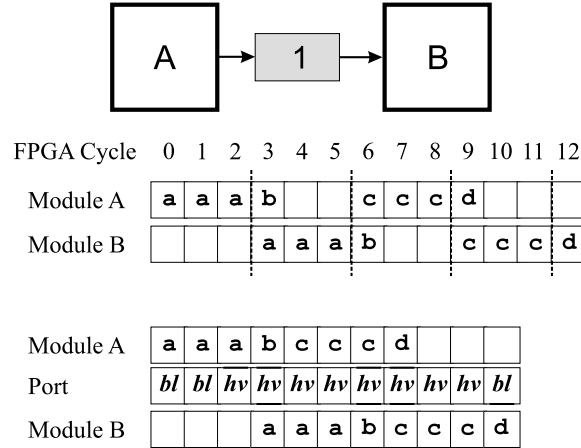 A 1 B
FPGA Cycle 0 1 2 3 4 5 6 7 8 9 10 11 12
Module A a a a b c c c d
Module B a a a b c c c d
Module A a a a b c c c d
Port bl bl hv hv hv hv hv hv hv hv bl
Module B a a a b c c c d